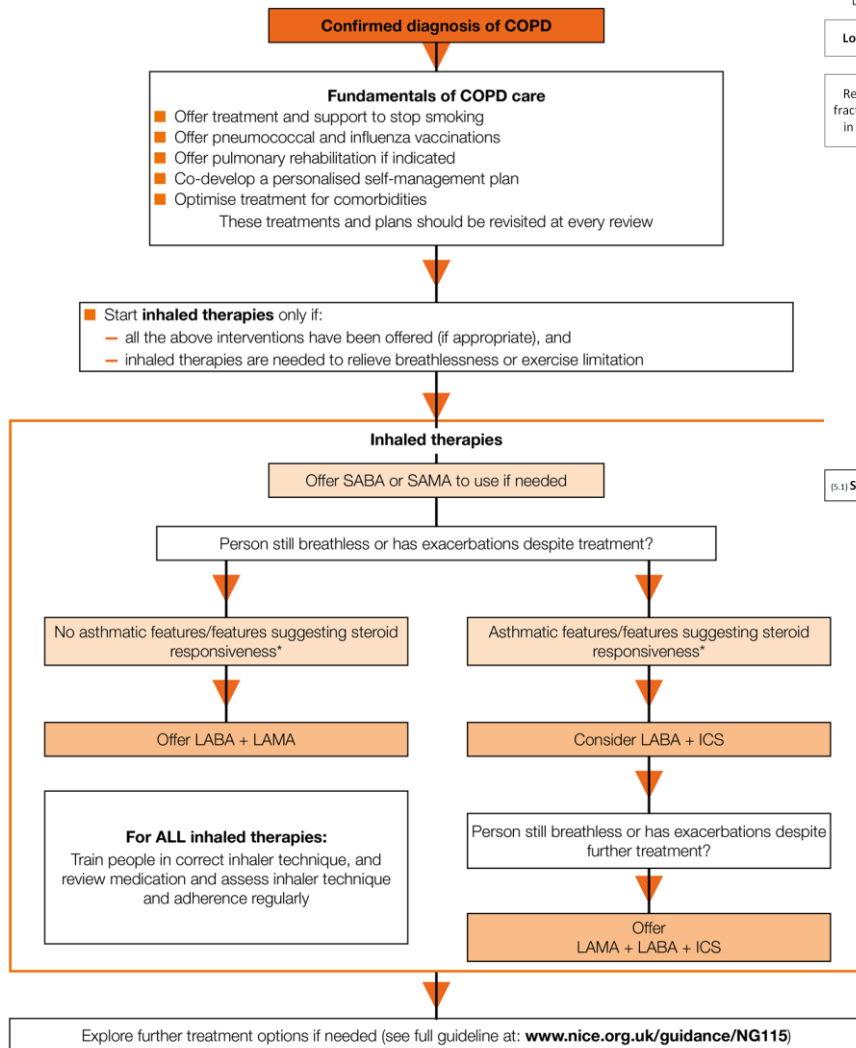 Confirmed diagnosis of COPD
Fundamentals of COPD care
Offer treatment and support to stop smoking
Offer pneumococcal and influenza vaccinations
Offer pulmonary rehabilitation if indicated
Co-develop a personalised self-management plan
Optimise treatment for comorbidities
These treatments and plans should be revisited at every review
Start inhaled therapies only if:
– all the above interventions have been offered (if appropriate), and
– inhaled therapies are needed to relieve breathlessness or exercise limitation
Inhaled therapies
Offer SABA or SAMA to use if needed
Person still breathless or has exacerbations despite treatment?
No asthmatic features/features suggesting steroid
responsiveness*
Offer LABA + LAMA
For ALL inhaled therapies:
Train people in correct inhaler technique, and
review medication and assess inhaler technique
and adherence regularly
Asthmatic features/features suggesting steroid
responsiveness*
Consider LABA + ICS
Person still breathless or has exacerbations despite
further treatment?
Offer
LAMA + LABA + ICS
Explore further treatment options if needed (see full guideline at: www.nice.org.uk/guidance/NG115)
Lo
Re
fract
in
(5.1) S